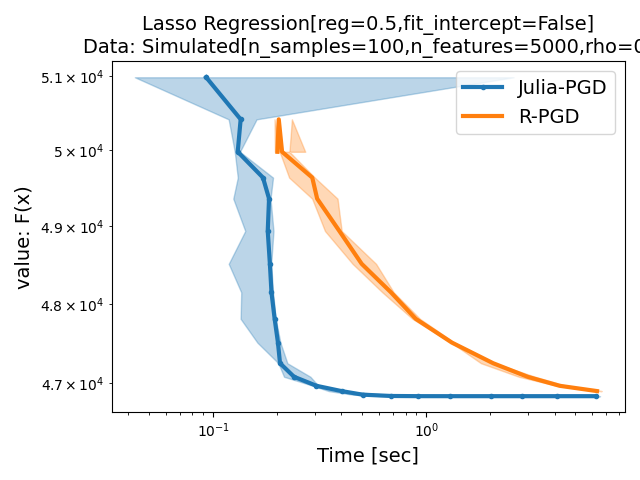 Lasso Regression[reg=0.5,fit_intercept=False]
Data: Simulated[n_samples=100,n_features=5000,rho=0
Julia-PGD
R-PGD
value: F(x)
5.1 × 10⁴
5 × 10⁴
4.9 × 10⁴
4.8 × 10⁴
4.7 × 10⁴
10⁻¹ 10⁰
Time [sec]